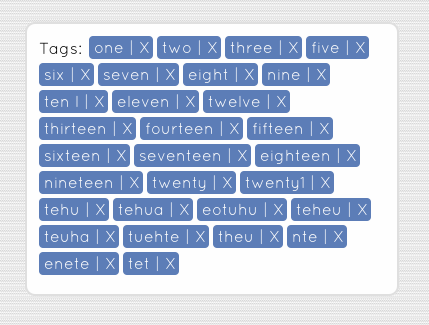 Tags: one | X two | X three | X five | X
six | X seven | X eight | X nine | X
ten l | X eleven | X twelve | X
thirteen | X fourteen | X fifteen | X
sixteen | X seventeen | X eighteen | X
nineteen | X twenty | X twenty1 | X
tehu | X tehua | X eotuhu | X teheu | X
teuha | X tuehte | X theu | X nte | X
enete | X tet | X